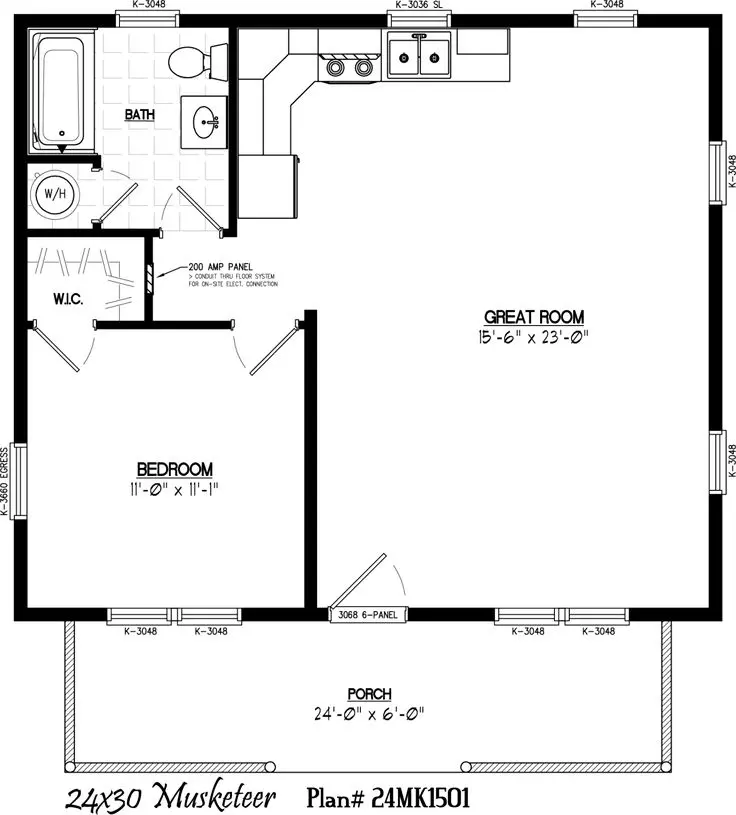 K-3048
K-3036 SL
K-3048
BATH
W/H
K-3048
200 AMP PANEL
> CONDUIT THRU FLOOR SYSTEM
FOR ON-SITE ELECT. CONNECTION
W.I.C.
GREAT ROOM
15'-6" x 23'-0"
BEDROOM
11'-0" x 11'-1"
K-3660 EGRESS
K-3048
3068 6-PANEL
K-3048
K-3048
K-3048
K-3048
PORCH
24'-0" x 6'-0"
24x30 Musketeer Plan# 24MK1501